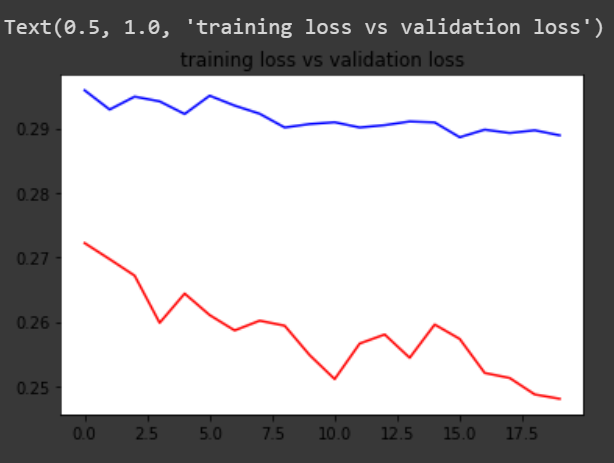 Text(0.5, 1.0, 'training loss vs validation loss')
training loss vs validation loss
0.29
0.28
0.27
0.26
0.25
0.0 2.5 5.0 7.5 10.0 12.5 15.0 17.5